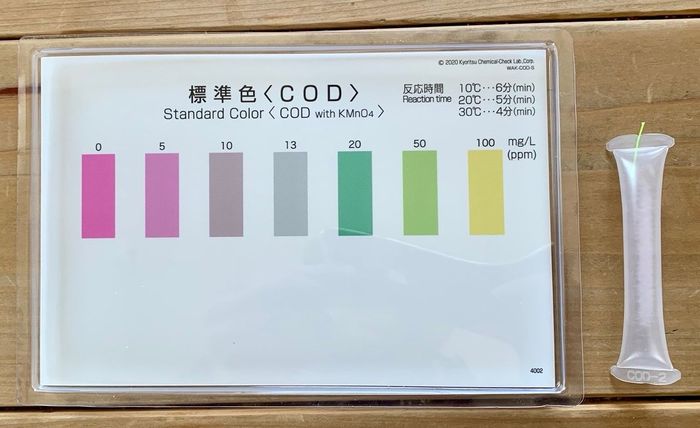 © 2020 Kyoritsu Chemical-Check Lab.,Corp.
WAK-COD-S
標準色〈COD〉
Standard Color〈 COD with KMnO₄ 〉
反応時間 10℃･･･6分(min)
Reaction time 20℃･･･5分(min)
30℃･･･4分(min)
0 5 10 13 20 50 100 mg/L
(ppm)
4002
COD-2